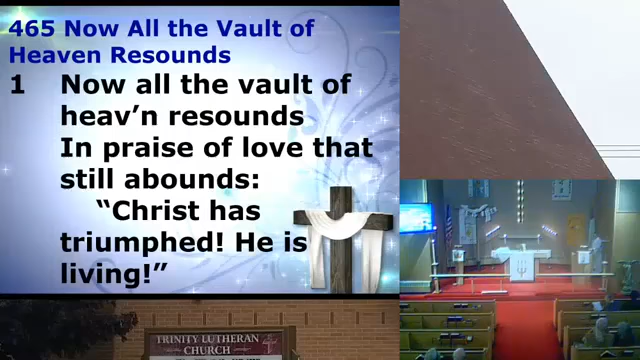 465 Now All the Vault of
Heaven Resounds
1 Now all the vault of
heav’n resounds
In praise of love that
still abounds:
“Christ has
triumphed! He is
living!”
TRINITY LUTHERAN
CHURCH